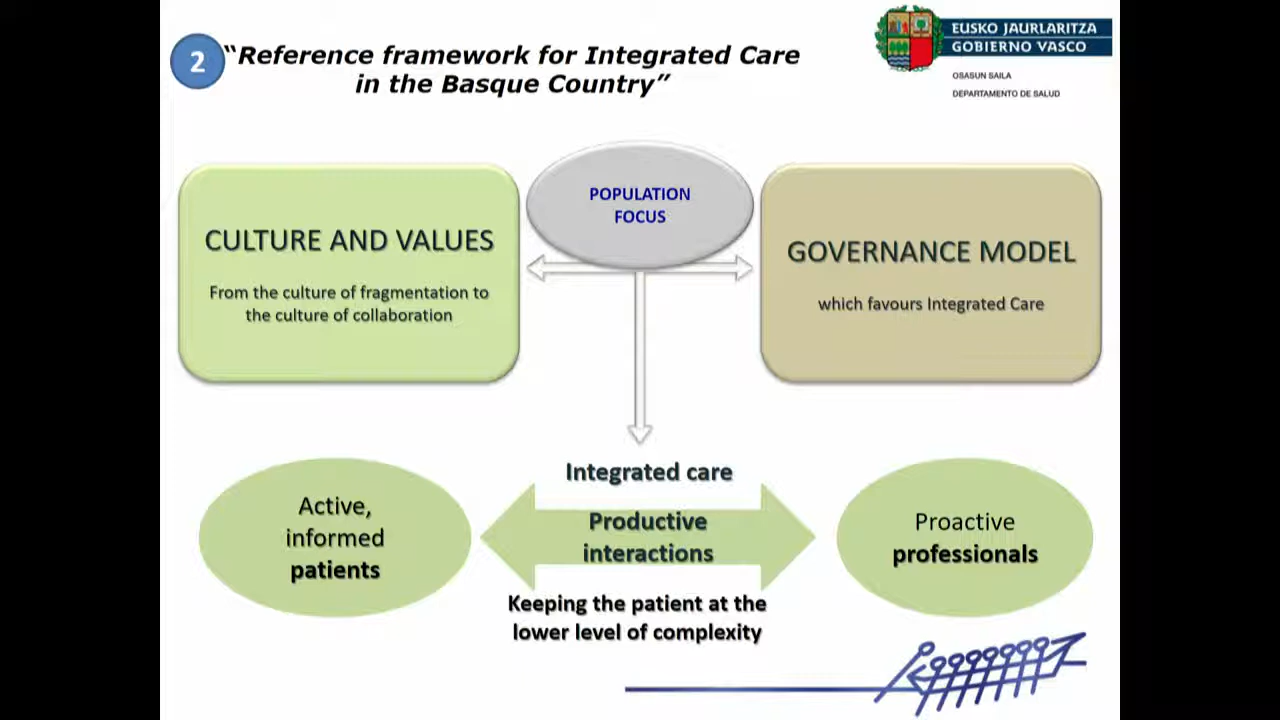 2
“Reference framework for Integrated Care
in the Basque Country”
EUSKO JAURLARITZA
GOBIERNO VASCO
OSASUN SAILA
DEPARTAMENTO DE SALUD
POPULATION
FOCUS
CULTURE AND VALUES
From the culture of fragmentation to
the culture of collaboration
GOVERNANCE MODEL
which favours Integrated Care
Integrated care
Active,
informed
patients
Productive
interactions
Proactive
professionals
Keeping the patient at the
lower level of complexity